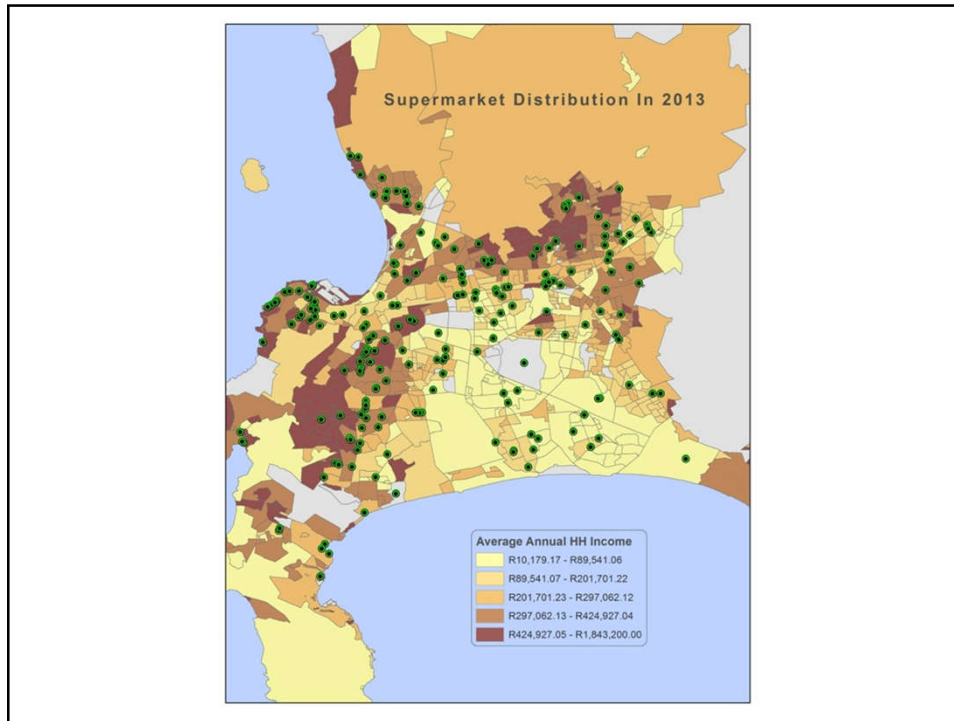 Supermarket Distribution In 2013
Average Annual HH Income
R10,179.17 - R89,541.06
R89,541.07 - R201,701.22
R201,701.23 - R297,062.12
R297,062.13 - R424,927.04
R424,927.05 - R1,843,200.00